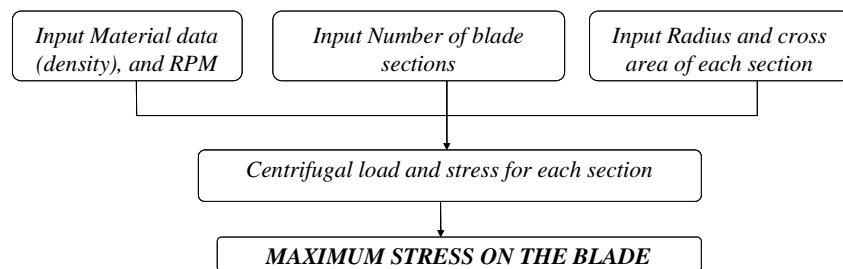 Input Material data
(density), and RPM
Input Number of blade
sections
Input Radius and cross
area of each section
Centrifugal load and stress for each section
MAXIMUM STRESS ON THE BLADE